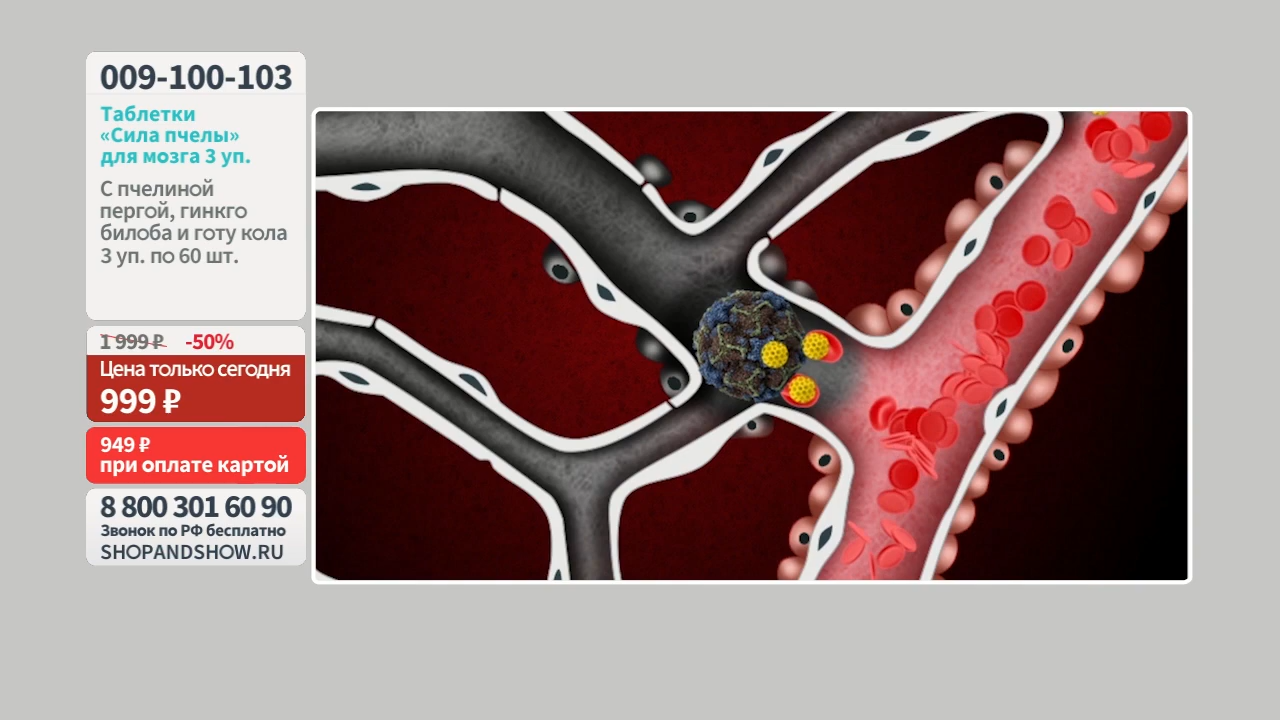 009-100-103
Таблетки
«Сила пчелы»
для мозга 3 уп.
С пчелиной
пергой, гинкго
билоба и готу кола
3 уп. по 60 шт.
1 999 ₽ -50%
Цена только сегодня
999 ₽
949 ₽
при оплате картой
8 800 301 60 90
Звонок по РФ бесплатно
SHOPANDSHOW.RU